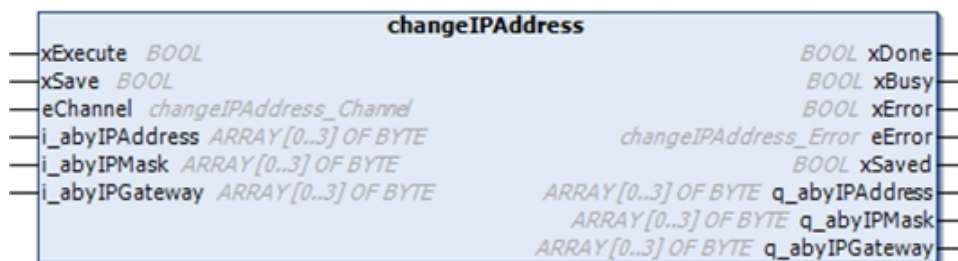 changeIPAddress
xExecute BOOL BOOL xDone
xSave BOOL BOOL xBusy
eChannel changeIPAddress_Channel BOOL xError
i_abyIPAddress ARRAY [0..3] OF BYTE changeIPAddress_Error eError
i_abyIPMask ARRAY [0..3] OF BYTE BOOL xSaved
i_abyIPGateway ARRAY [0..3] OF BYTE ARRAY [0..3] OF BYTE q_abyIPAddress
ARRAY [0..3] OF BYTE q_abyIPMask
ARRAY [0..3] OF BYTE q_abyIPGateway